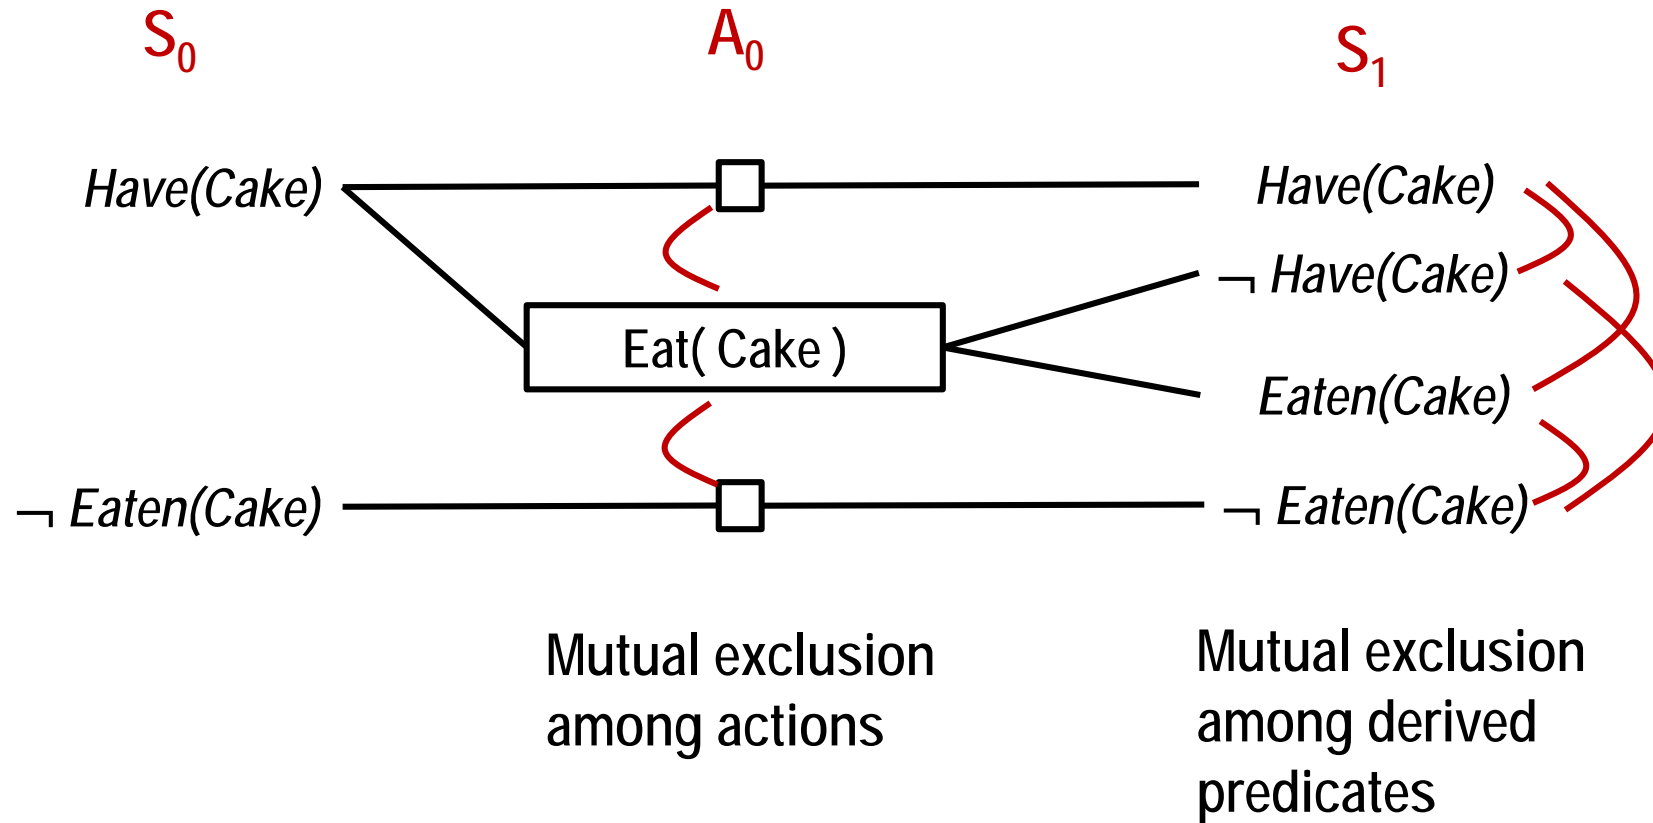 S₀ A₀ S₁
Have(Cake) Have(Cake)
¬ Have(Cake)
Eat( Cake )
Eaten(Cake)
¬ Eaten(Cake) ¬ Eaten(Cake)
Mutual exclusion
among actions
Mutual exclusion
among derived
predicates